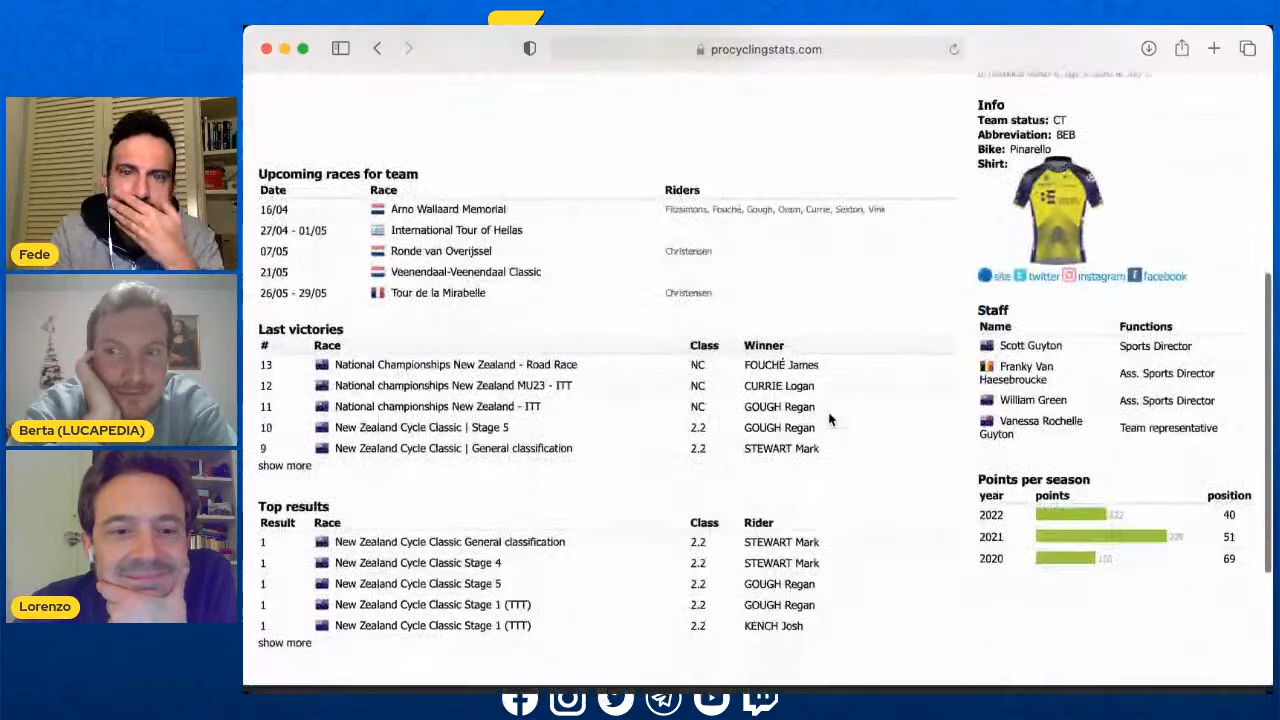 procyclingstats.com
Fede
Berta (LUCAPEDIA)
Lorenzo
Upcoming races for team
Date Race Riders
16/04 Arno Wallaard Memorial Fitzsimons, Fouché, Gough, Oram, Currie, Sexton, Vink
27/04 - 01/05 International Tour of Hellas
07/05 Ronde van Overijssel Christensen
21/05 Veenendaal-Veenendaal Classic
26/05 - 29/05 Tour de la Mirabelle Christensen
Last victories
# Race Class Winner
13 National Championships New Zealand - Road Race NC FOUCHÉ James
12 National championships New Zealand MU23 - ITT NC CURRIE Logan
11 National championships New Zealand - ITT NC GOUGH Regan
10 New Zealand Cycle Classic | Stage 5 2.2 GOUGH Regan
9 New Zealand Cycle Classic | General classification 2.2 STEWART Mark
show more
Top results
Result Race Class Rider
1 New Zealand Cycle Classic General classification 2.2 STEWART Mark
1 New Zealand Cycle Classic Stage 4 2.2 STEWART Mark
1 New Zealand Cycle Classic Stage 5 2.2 GOUGH Regan
1 New Zealand Cycle Classic Stage 1 (TTT) 2.2 GOUGH Regan
1 New Zealand Cycle Classic Stage 1 (TTT) 2.2 KENCH Josh
show more
Info
Team status: CT
Abbreviation: BEB
Bike: Pinarello
Shirt:
site twitter instagram facebook
Staff
Name Functions
Scott Guyton Sports Director
Franky Van Haesebroucke Ass. Sports Director
William Green Ass. Sports Director
Vanessa Rochelle Guyton Team representative
Points per season
year points position
2022 40
2021 51
2020 69